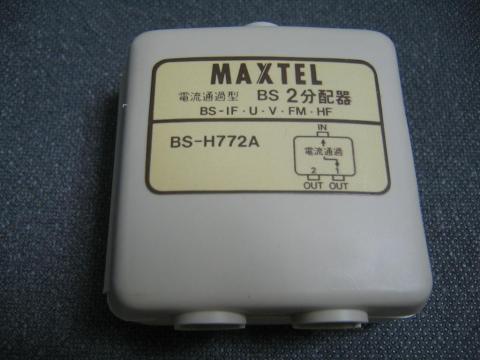 MAXTEL
電流通過型 BS 2分配器
BS-IF・U・V・FM・HF
BS-H772A
IN
電流通過
2 1
OUT OUT